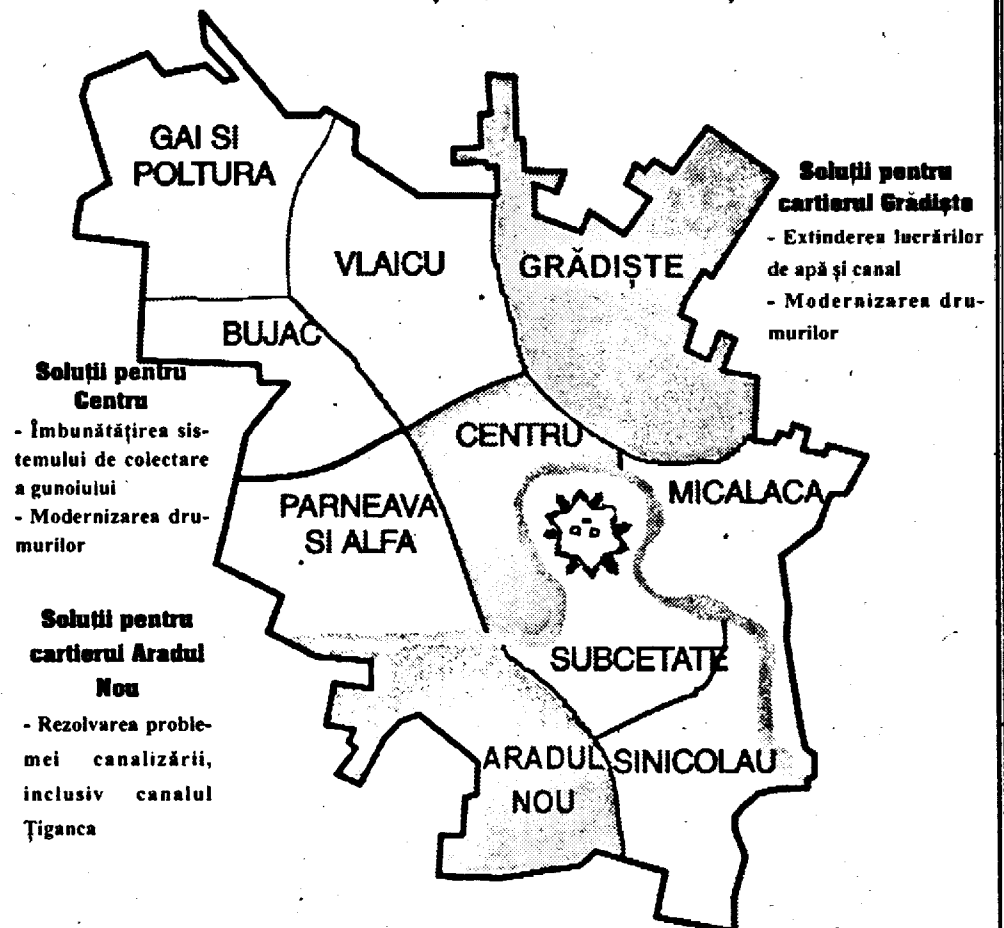 GAI SI
POLTURA
VLAICU
GRĂDIȘTE
BUJAC
CENTRU
MICALACA
PARNEAVA
SI ALFA
SUBCETATE
ARADUL
NOU
SINICOLAU
Soluții pentru
cartierul Grădiște
- Extinderea lucrărilor
de apă și canal
- Modernizarea dru-
murilor
Soluții pentru
Centru
- Îmbunătățirea sis-
temului de colectare
a gunoiului
- Modernizarea dru-
murilor
Soluții pentru
cartierul Aradul
Nou
- Rezolvarea proble-
mei canalizării,
inclusiv canalul
Țiganca